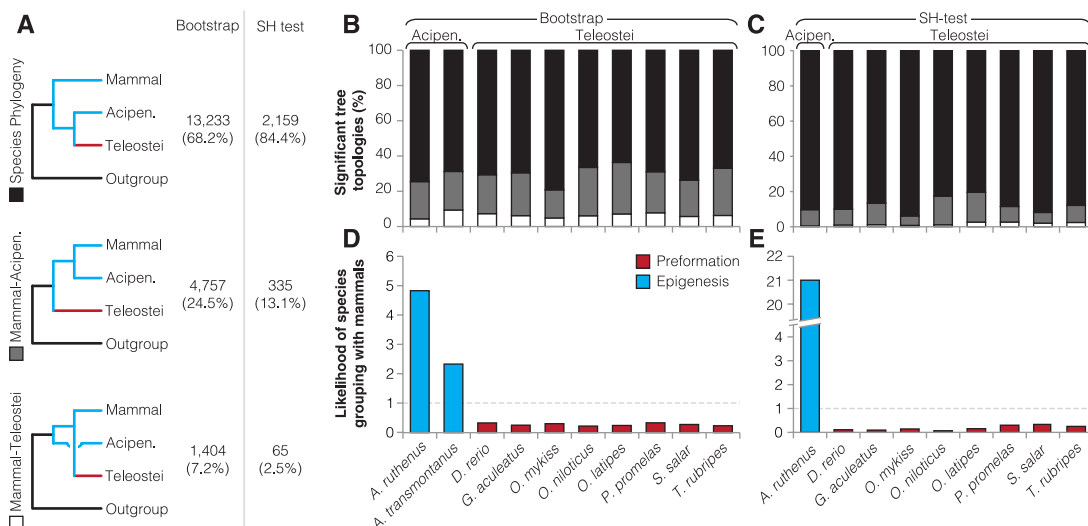 A
Bootstrap
SH test
Species Phylogeny
Mammal
Acipen.
Teleostei
Outgroup
13,233
(68.2%)
2,159
(84.4%)
Mammal-Acipen.
Mammal
Acipen.
Teleostei
Outgroup
4,757
(24.5%)
335
(13.1%)
Mammal-Teleostei
Mammal
Acipen.
Teleostei
Outgroup
1,404
(7.2%)
65
(2.5%)
B
Bootstrap
Acipen.
Teleostei
Significant tree
topologies (%)
100
80
60
40
20
0
C
SH-test
Acipen.
Teleostei
100
80
60
40
20
0
D
Likelihood of species
grouping with mammals
6
5
4
3
2
1
0
Preformation
Epigenesis
A. ruthenus
A. transmontanus
D. rerio
G. aculeatus
O. mykiss
O. niloticus
O. latipes
P. promelas
S. salar
T. rubripes
E
22
21
20
4
2
1
0
A. ruthenus
D. rerio
G. aculeatus
O. mykiss
O. niloticus
O. latipes
P. promelas
S. salar
T. rubripes